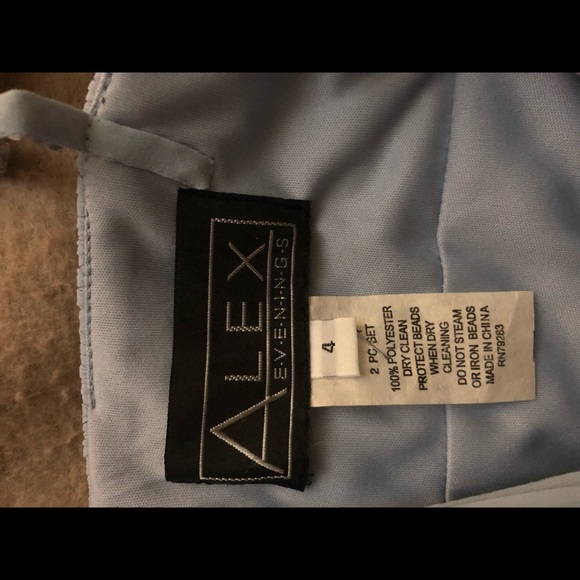 ALEX
E·V·E·N·I·N·G·S
4
2 PC/SET
100% POLYESTER
DRY CLEAN
PROTECT BEADS
WHEN DRY
CLEANING
DO NOT STEAM
OR IRON BEADS
MADE IN CHINA
RN79263